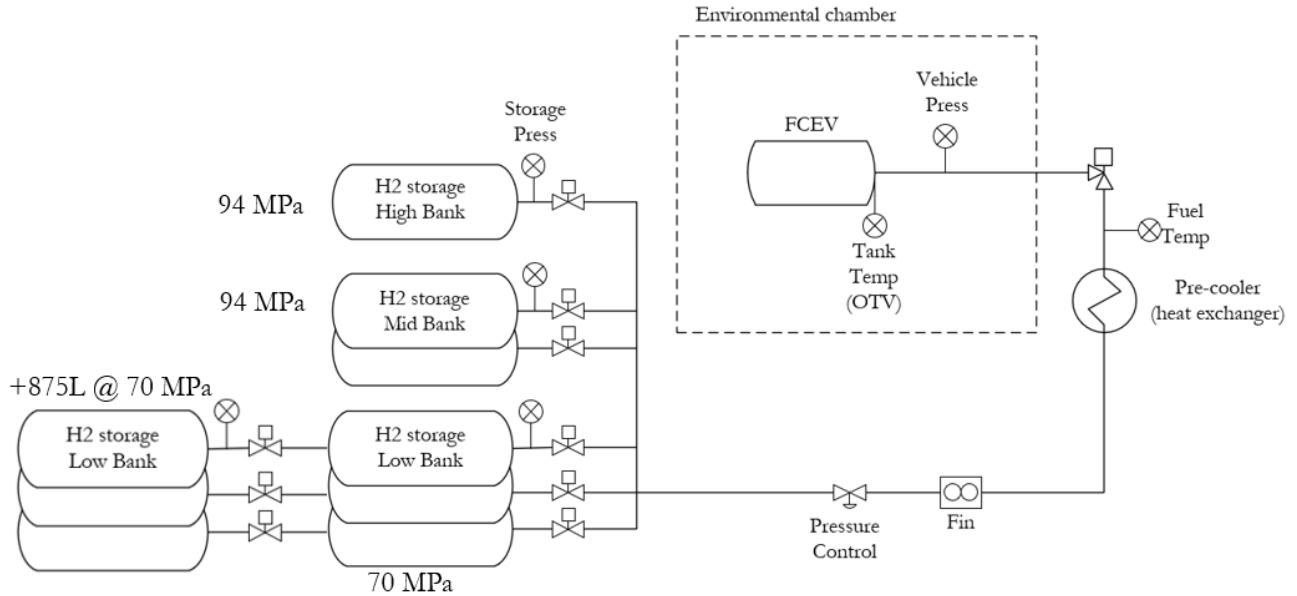 Environmental chamber
Vehicle
Press
Storage
Press
FCEV
H2 storage
High Bank
94 MPa
Fuel
Temp
Tank
Temp
(OTV)
94 MPa
H2 storage
Mid Bank
Pre-cooler
(heat exchanger)
+875L @ 70 MPa
H2 storage
Low Bank
H2 storage
Low Bank
Pressure
Control
Fin
70 MPa